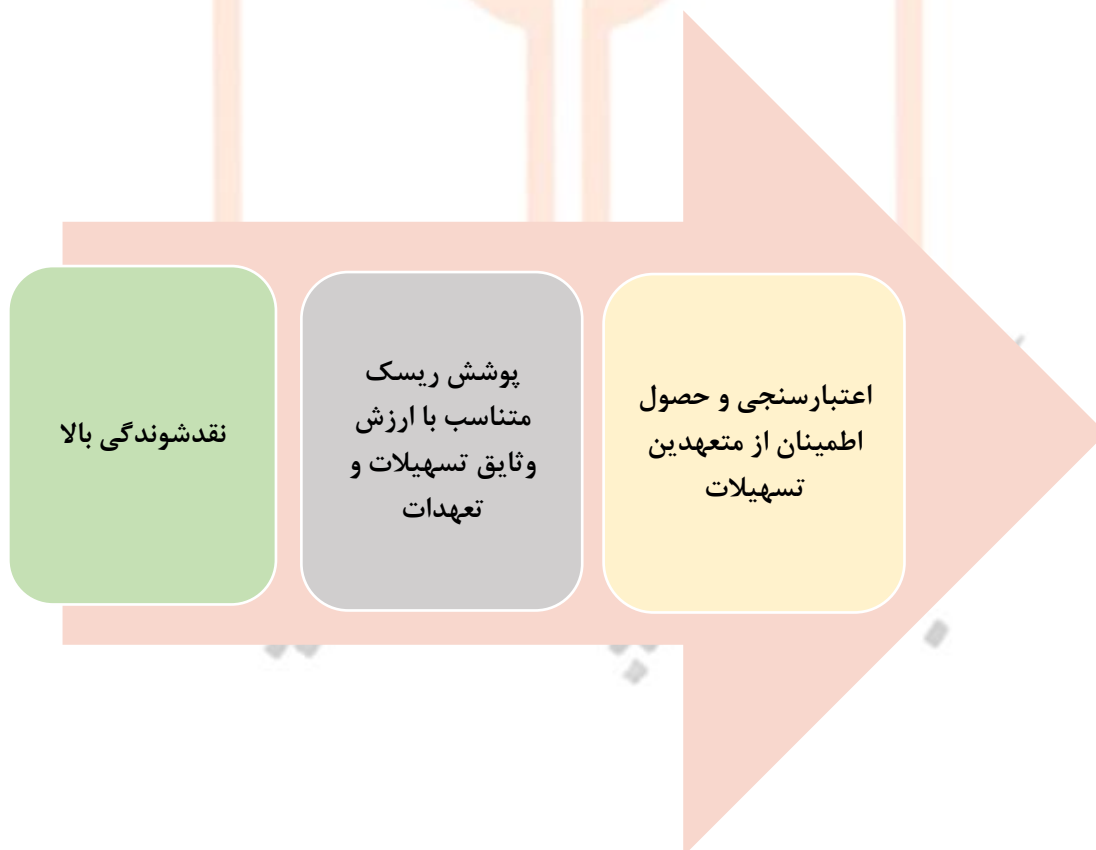 اعتبارسنجی و حصول
اطمینان از متعهدین
تسهیلات
پوشش ریسک
متناسب با ارزش
وثایق تسهیلات و
تعهدات
نقدشوندگی بالا